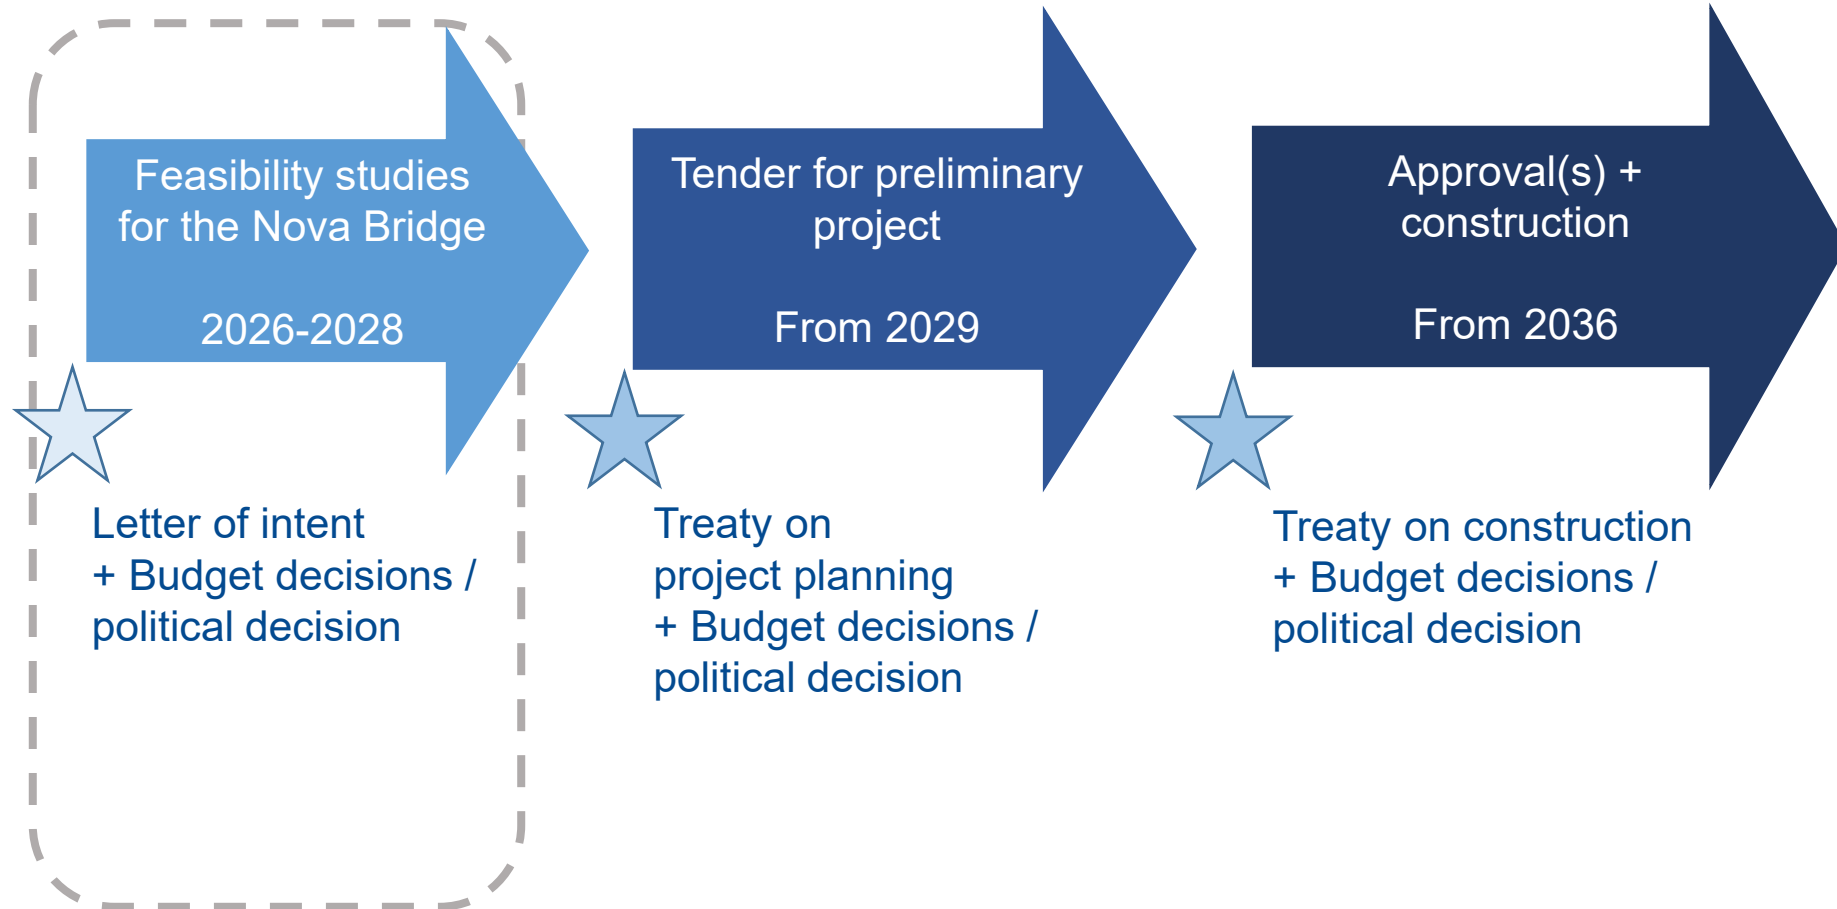 Feasibility studies
for the Nova Bridge
2026-2028
Tender for preliminary
project
From 2029
Approval(s) +
construction
From 2036
Letter of intent
+ Budget decisions /
political decision
Treaty on
project planning
+ Budget decisions /
political decision
Treaty on construction
+ Budget decisions /
political decision